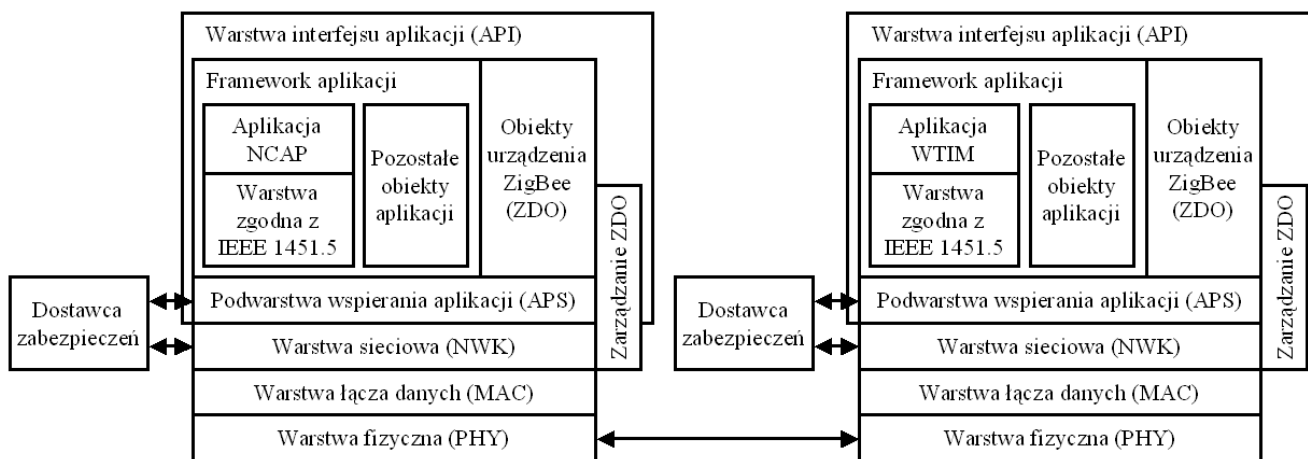 Warstwa interfejsu aplikacji (API)
Framework aplikacji
Aplikacja
NCAP
Warstwa
zgodna z
IEEE 1451.5
Pozostałe
obiekty
aplikacji
Obiekty
urządzenia
ZigBee
(ZDO)
Zarządzanie ZDO
Podwarstwa wspierania aplikacji (APS)
Dostawca
zabezpieczeń
Warstwa sieciowa (NWK)
Warstwa łącza danych (MAC)
Warstwa fizyczna (PHY)
Warstwa interfejsu aplikacji (API)
Framework aplikacji
Aplikacja
WTIM
Warstwa
zgodna z
IEEE 1451.5
Pozostałe
obiekty
aplikacji
Obiekty
urządzenia
ZigBee
(ZDO)
Zarządzanie ZDO
Podwarstwa wspierania aplikacji (APS)
Dostawca
zabezpieczeń
Warstwa sieciowa (NWK)
Warstwa łącza danych (MAC)
Warstwa fizyczna (PHY)